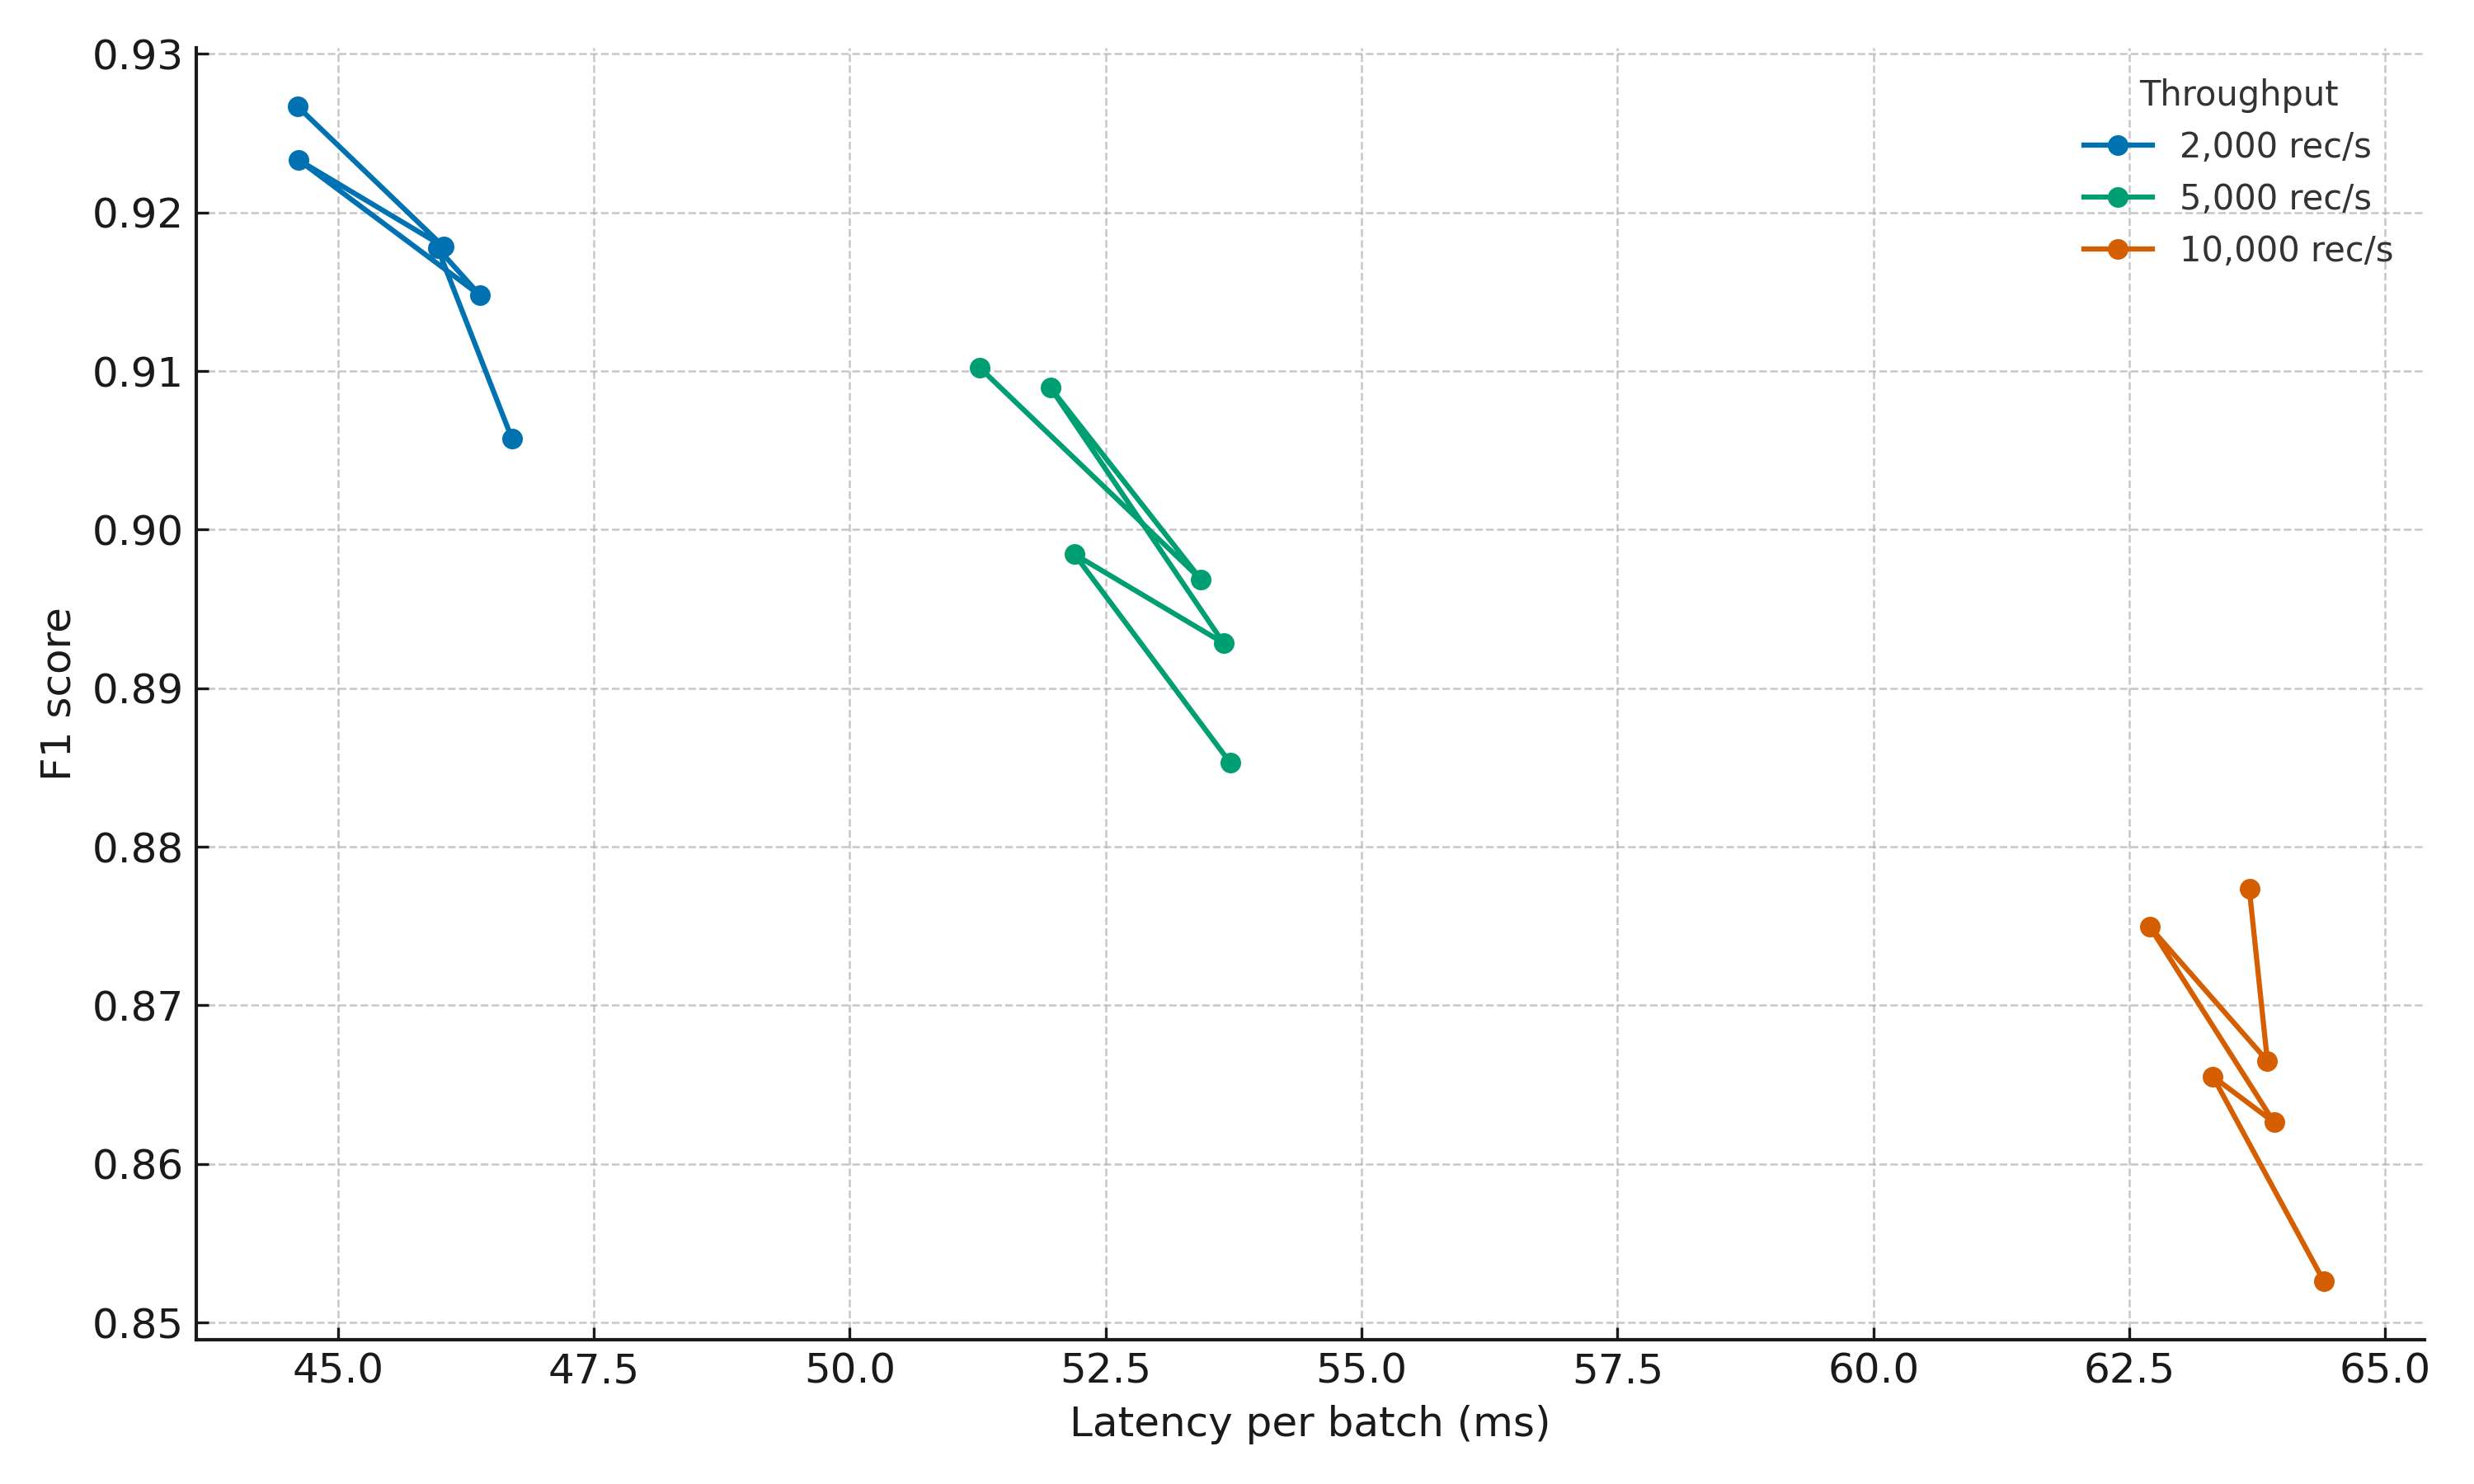 0.93
0.92
0.91
0.90
0.89
0.88
0.87
0.86
0.85
F1 score
Throughput
2,000 rec/s
5,000 rec/s
10,000 rec/s
45.0 47.5 50.0 52.5 55.0 57.5 60.0 62.5 65.0
Latency per batch (ms)